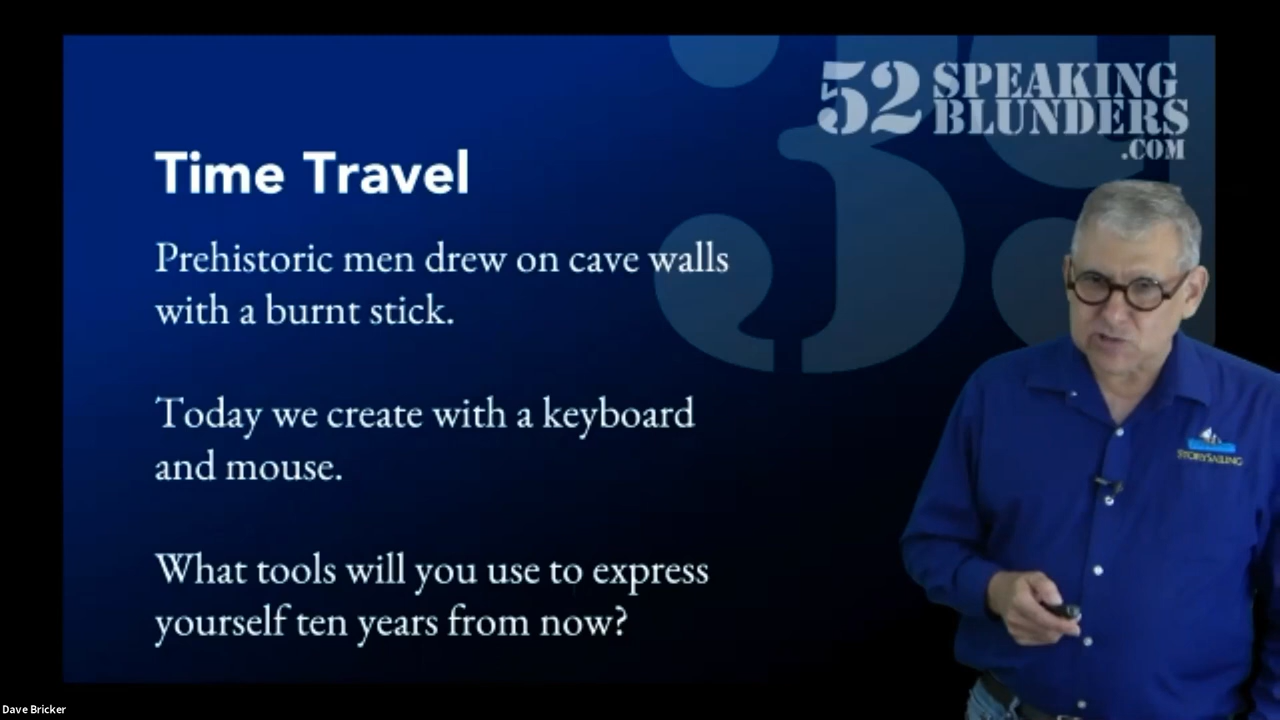 52 SPEAKING
BLUNDERS
.COM
Time Travel
Prehistoric men drew on cave walls
with a burnt stick.
Today we create with a keyboard
and mouse.
What tools will you use to express
yourself ten years from now?
STORYSAILING
Dave Bricker